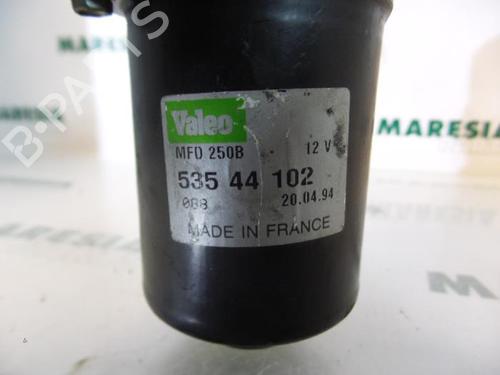 Valeo
MFD 250B 12 V
535 44 102
088 20.04.94
MADE IN FRANCE
B-PARTS
MARESIA
MARESIA